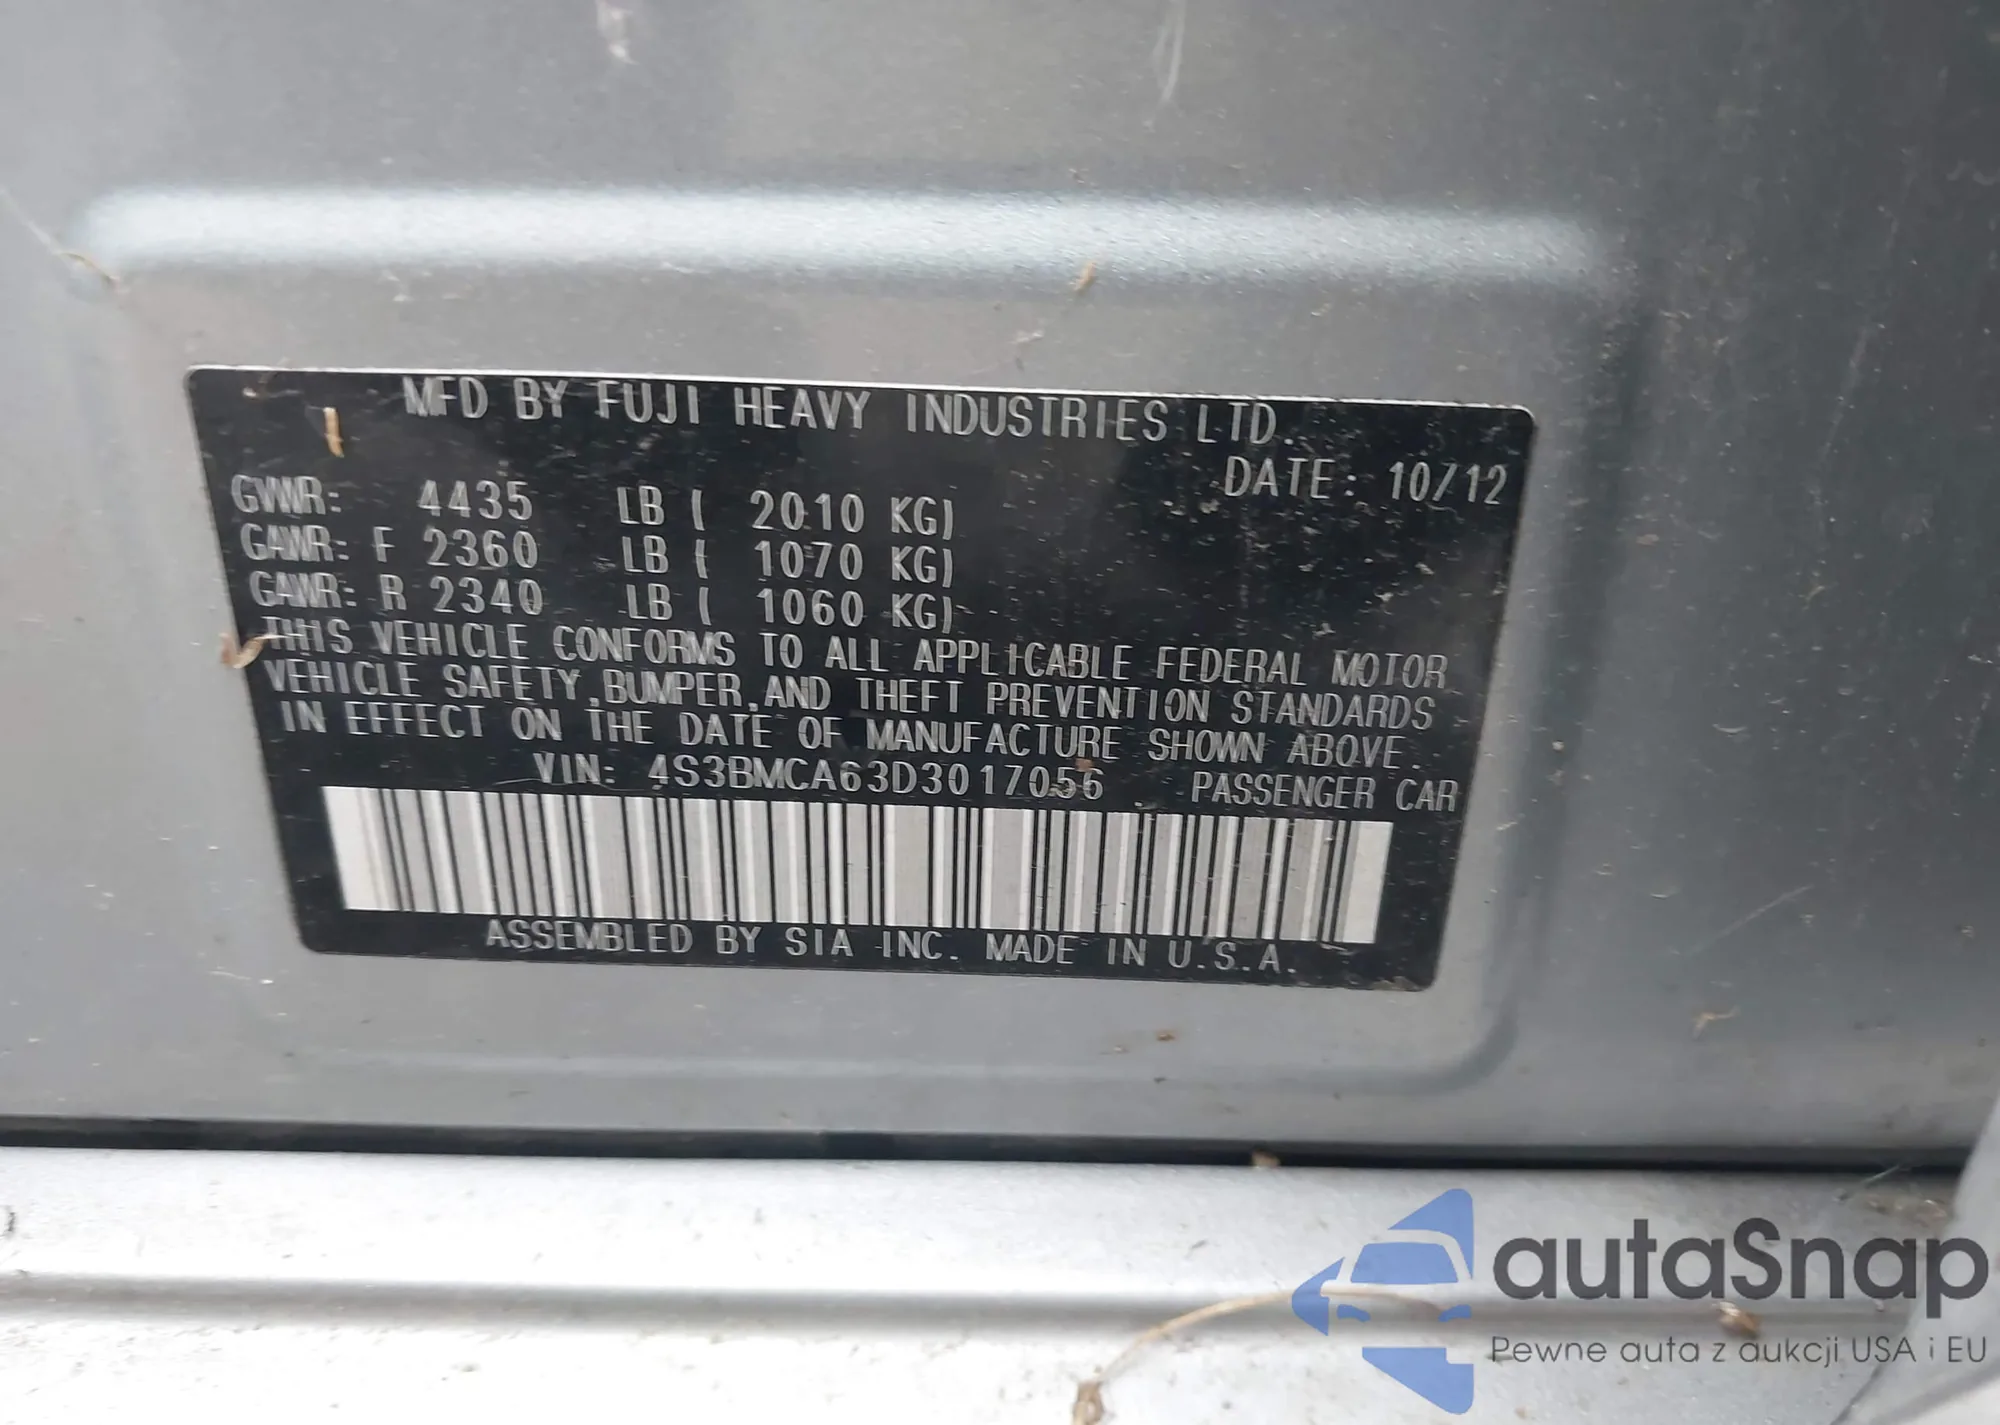 MFD BY FUJI HEAVY INDUSTRIES LTD.
DATE: 10/12
GVWR: 4435 LB ( 2010 KG)
GAWR: F 2360 LB ( 1070 KG)
GAWR: R 2340 LB ( 1060 KG)
THIS VEHICLE CONFORMS TO ALL APPLICABLE FEDERAL MOTOR
VEHICLE SAFETY,BUMPER,AND THEFT PREVENTION STANDARDS
IN EFFECT ON THE DATE OF MANUFACTURE SHOWN ABOVE.
VIN: 4S3BMCA63D3017056 PASSENGER CAR
ASSEMBLED BY SIA INC. MADE IN U.S.A.
autaSnap
Pewne auta z aukcji USA i EU